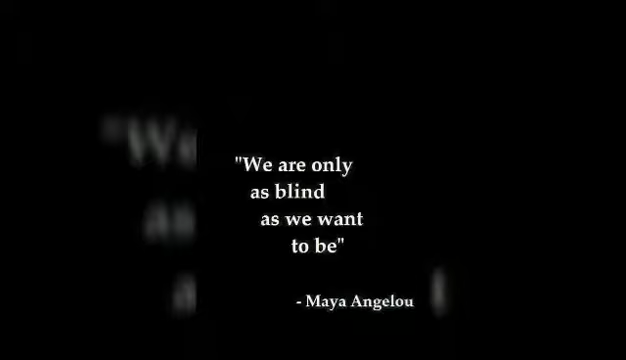 "We are only
as blind
as we want
to be"
- Maya Angelou